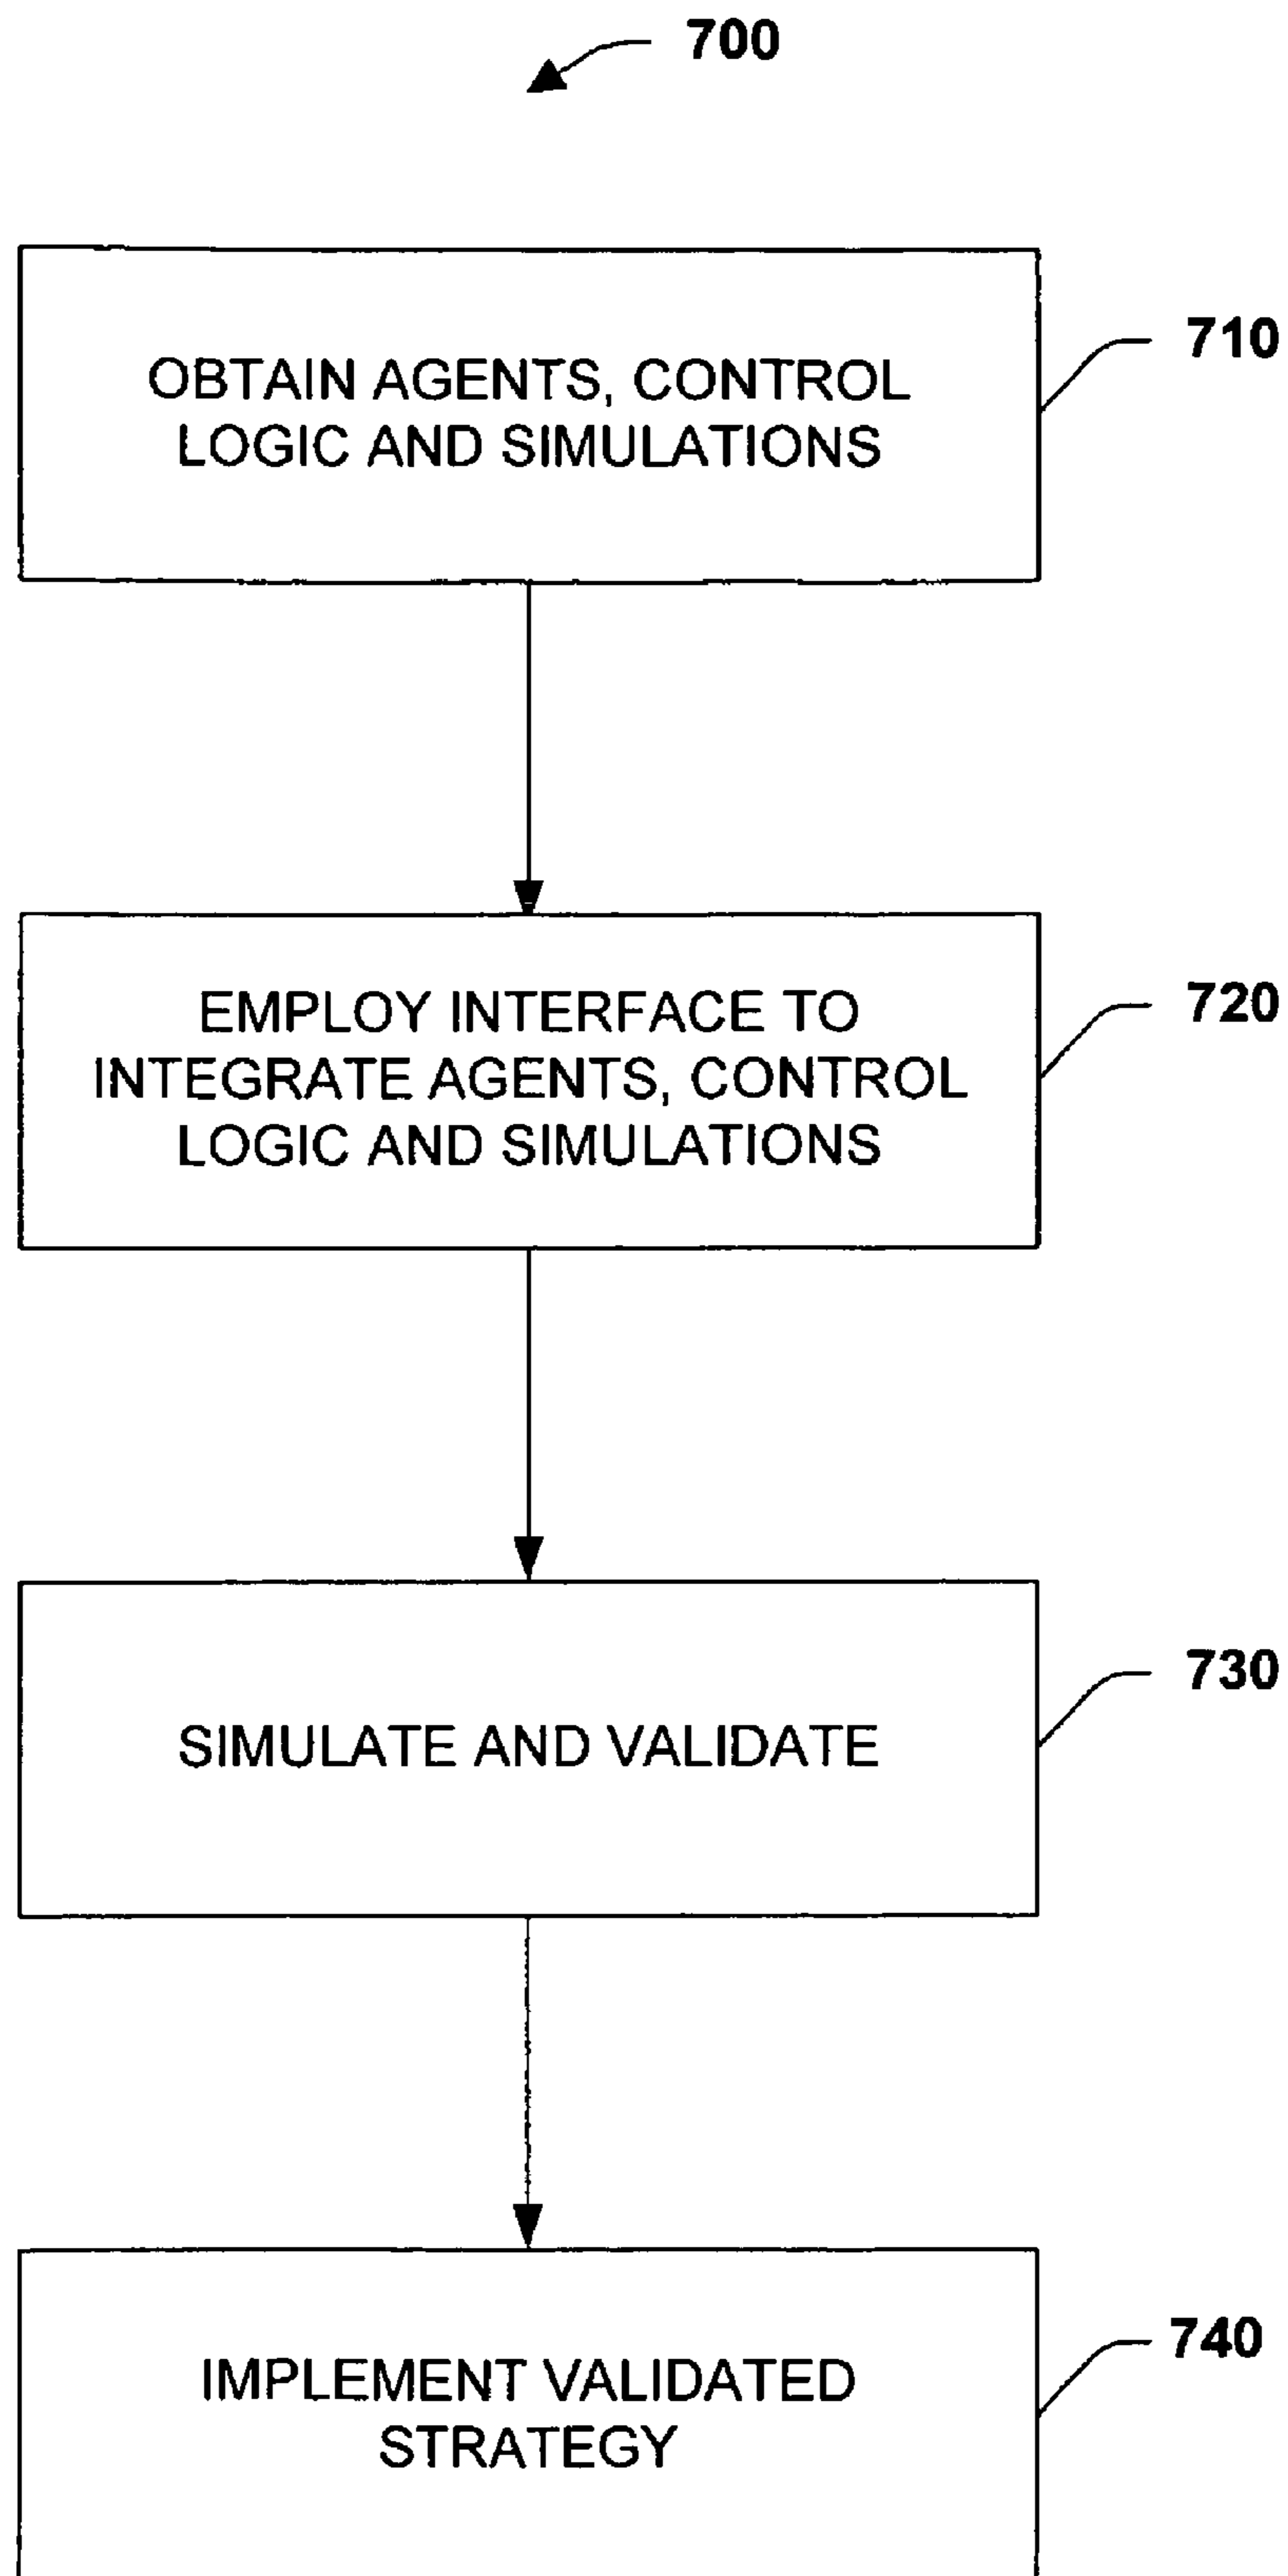 700
OBTAIN AGENTS, CONTROL
LOGIC AND SIMULATIONS
710
EMPLOY INTERFACE TO
INTEGRATE AGENTS, CONTROL
LOGIC AND SIMULATIONS
720
SIMULATE AND VALIDATE
730
IMPLEMENT VALIDATED
STRATEGY
740